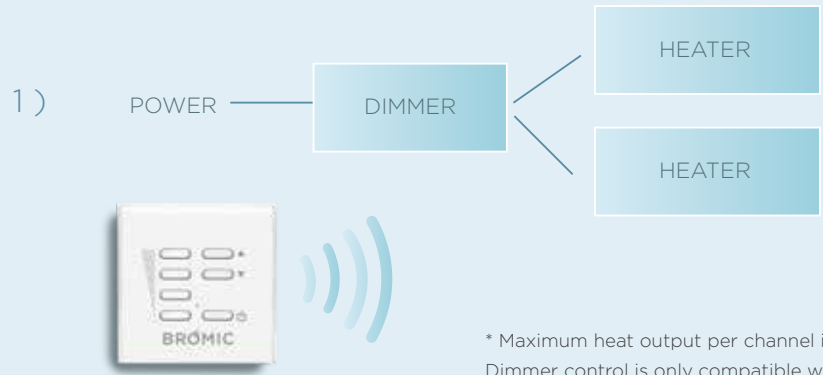 HEATER
1) POWER DIMMER
HEATER
BROMIC
* Maximum heat output per channel i
Dimmer control is only compatible w